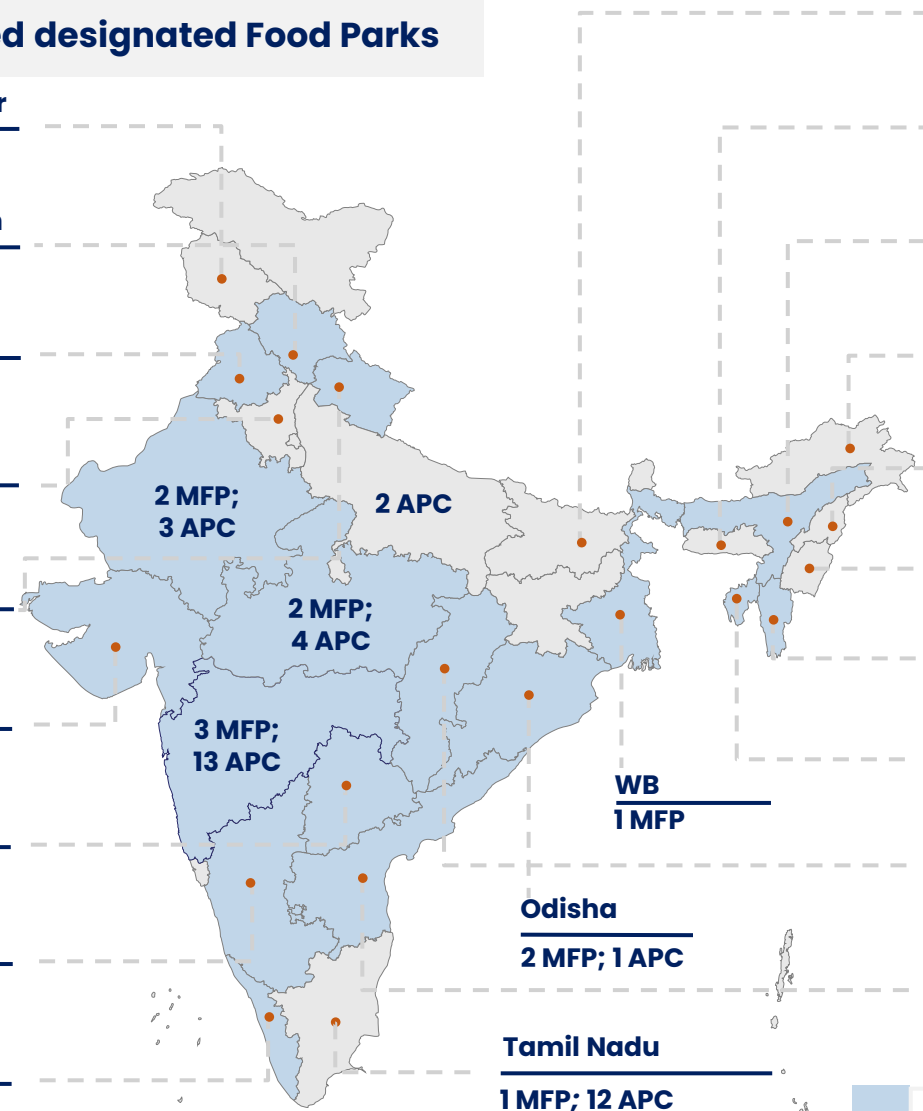 designated Food Parks
2 MFP;
3 APC
2 APC
2 MFP;
4 APC
3 MFP;
13 APC
WB
1 MFP
Odisha
2 MFP; 1 APC
Tamil Nadu
1 MFP; 12 APC